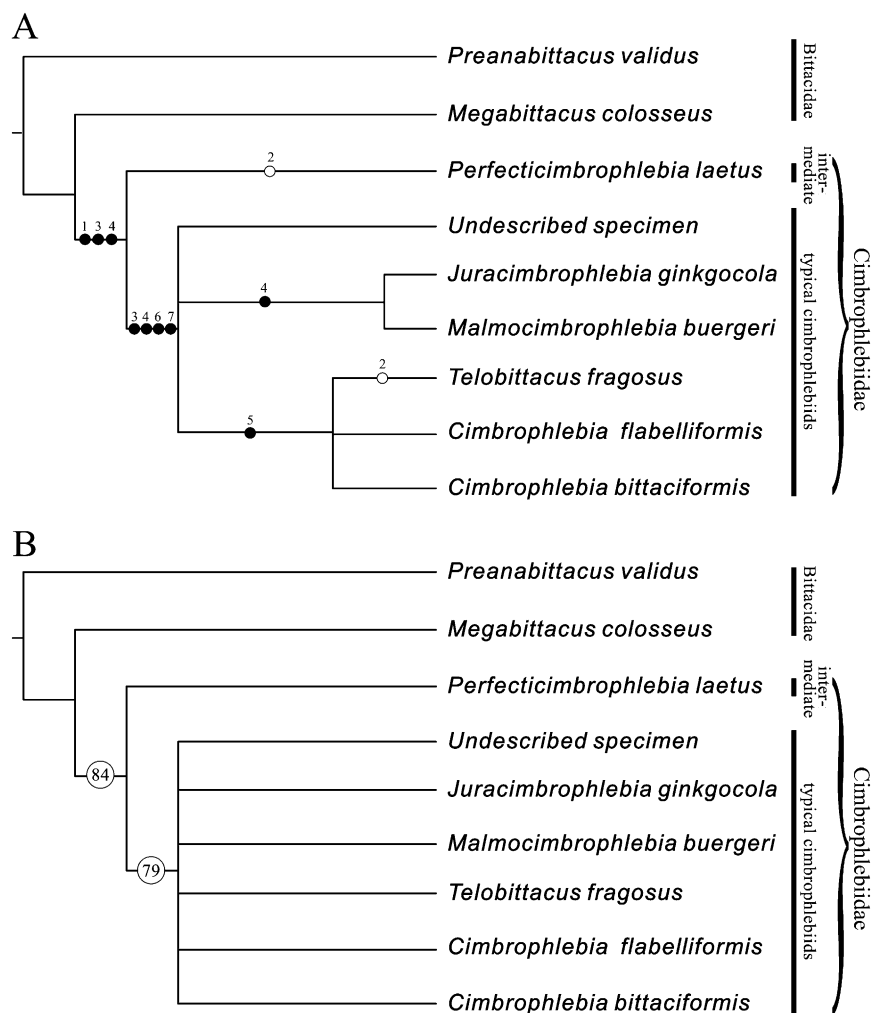 A
Preanabittacus validus
Megabittacus colosseus
2
Perfecticimbrophlebia laetus
1 3 4
Undescribed specimen
4
Juracimbrophlebia ginkgocola
3 4 6 7
Malmocimbrophlebia buergeri
2
Telobittacus fragosus
5
Cimbrophlebia flabelliformis
Cimbrophlebia bittaciformis
Bittacidae
inter-
mediate
typical cimbrophlebiids
Cimbrophlebiidae
B
Preanabittacus validus
Megabittacus colosseus
Perfecticimbrophlebia laetus
84
Undescribed specimen
Juracimbrophlebia ginkgocola
Malmocimbrophlebia buergeri
79
Telobittacus fragosus
Cimbrophlebia flabelliformis
Cimbrophlebia bittaciformis
Bittacidae
inter-
mediate
typical cimbrophlebiids
Cimbrophlebiidae